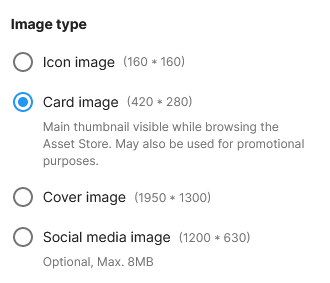 Image type
Icon image (160 * 160)
Card image (420 * 280)
Main thumbnail visible while browsing the
Asset Store. May also be used for promotional
purposes.
Cover image (1950 * 1300)
Social media image (1200 * 630)
Optional, Max. 8MB